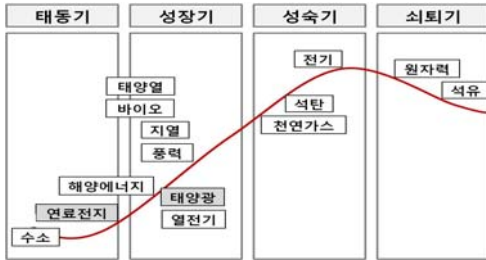 태동기
성장기
성숙기
쇠퇴기
전기
원자력
석유
태양열
바이오
석탄
천연가스
지열
풍력
해양에너지
태양광
연료전지
열전기
수소